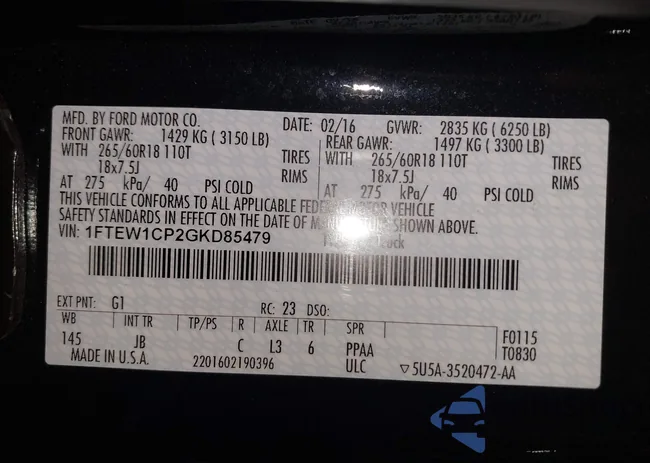 MFD. BY FORD MOTOR CO.
DATE: 02/16 GVWR: 2835 KG ( 6250 LB)
FRONT GAWR: 1429 KG ( 3150 LB) REAR GAWR: 1497 KG ( 3300 LB)
WITH 265/60R18 110T TIRES WITH 265/60R18 110T TIRES
18x7.5J RIMS 18x7.5J RIMS
AT 275 kPa/ 40 PSI COLD AT 275 kPa/ 40 PSI COLD
THIS VEHICLE CONFORMS TO ALL APPLICABLE VEHICLE
SAFETY STANDARDS IN EFFECT ON THE DATE OF SHOWN ABOVE.
VIN: 1FTEW1CP2GKD85479
EXT PNT: G1 RC: 23 DSO:
WB INT TR TP/PS R AXLE TR SPR F0115
145 JB C L3 6 PPAA T0830
MADE IN U.S.A. 2201602190396 ULC ▽5U5A-3520472-AA